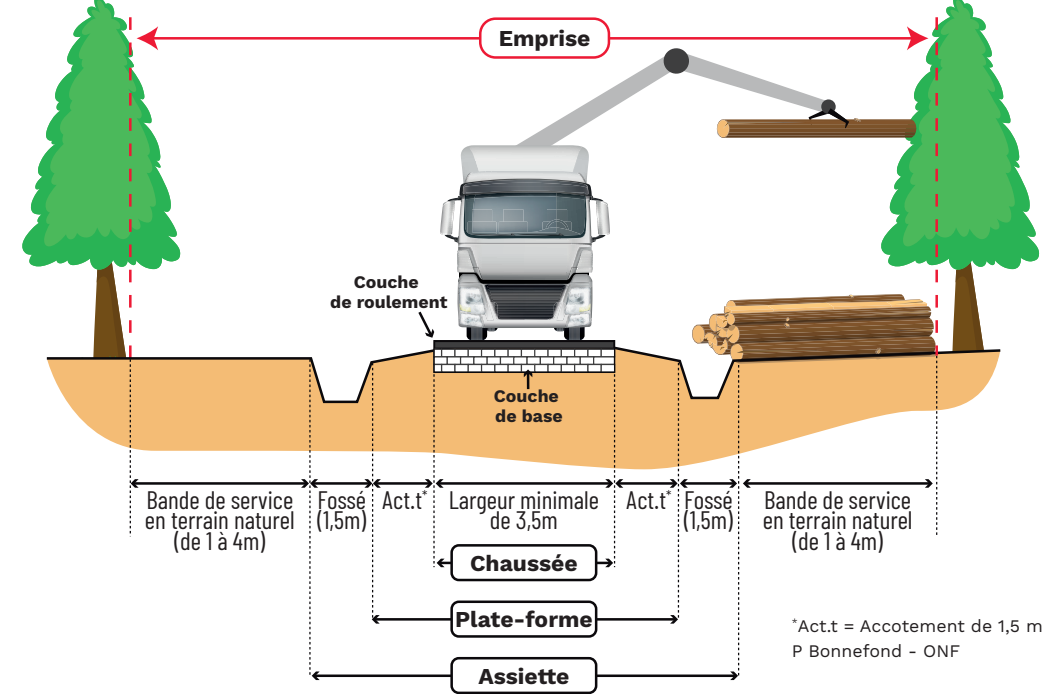 Emprise
Couche
de roulement
Couche
de base
Bande de service
en terrain naturel
(de 1 à 4m)
Fossé
(1,5m)
Act.t*
Largeur minimale
de 3,5m
Act.t*
Fossé
(1,5m)
Bande de service
en terrain naturel
(de 1 à 4m)
Chaussée
Plate-forme
Assiette
*Act.t = Accotement de 1,5 m
P Bonnefond - ONF